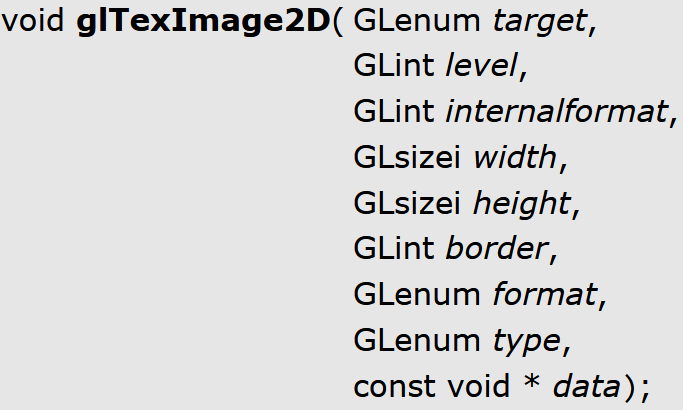 void glTexImage2D( GLenum target,
GLint level,
GLint internalformat,
GLsizei width,
GLsizei height,
GLint border,
GLenum format,
GLenum type,
const void * data);